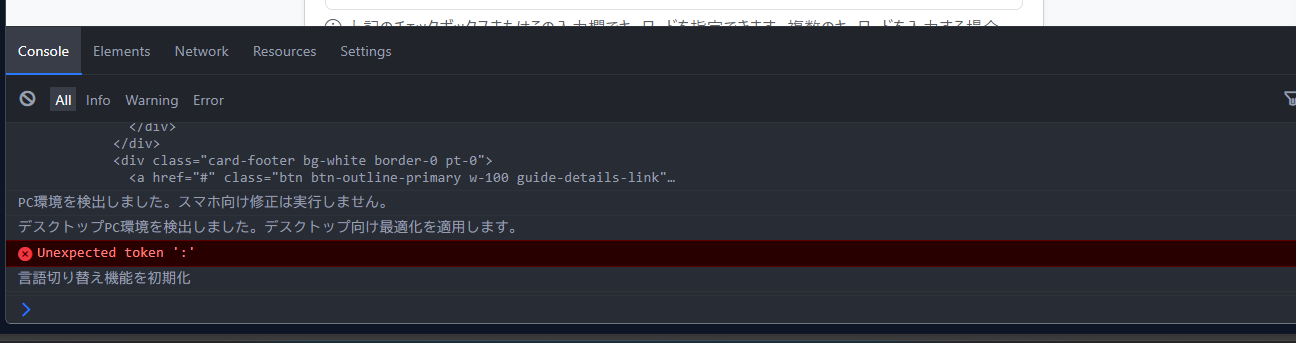 上記のチェックボックスまたはその入力欄でキーワードを指定できます。複数のキーワードを入力する場合
Console Elements Network Resources Settings
All Info Warning Error
</div>
</div>
<div class="card-footer bg-white border-0 pt-0">
<a href="#" class="btn btn-outline-primary w-100 guide-details-link"…
PC環境を検出しました。スマホ向け修正は実行しません。
デスクトップPC環境を検出しました。デスクトップ向け最適化を適用します。
Unexpected token ':'
言語切り替え機能を初期化